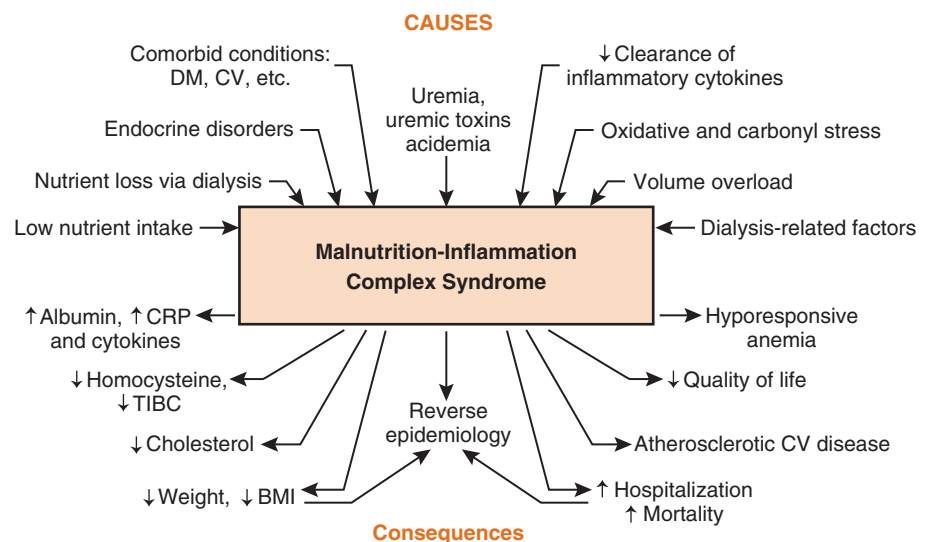 CAUSES
Comorbid conditions:
DM, CV, etc.
↓ Clearance of
inflammatory cytokines
Uremia,
uremic toxins
acidemia
Endocrine disorders
Oxidative and carbonyl stress
Nutrient loss via dialysis
Volume overload
Low nutrient intake
Dialysis-related factors
Malnutrition-Inflammation
Complex Syndrome
↑ Albumin, ↑ CRP
and cytokines
Hyporesponsive
anemia
↓ Homocysteine,
↓ TIBC
↓ Quality of life
Reverse
epidemiology
↓ Cholesterol
Atherosclerotic CV disease
↓ Weight, ↓ BMI
↑ Hospitalization
↑ Mortality
Consequences